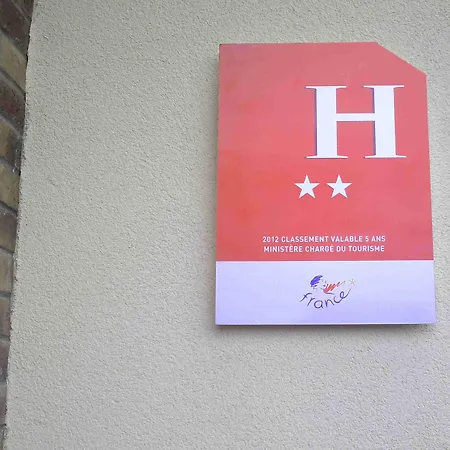 H
2012 CLASSEMENT VALABLE 5 ANS
MINISTÈRE CHARGÉ DU TOURISME
france